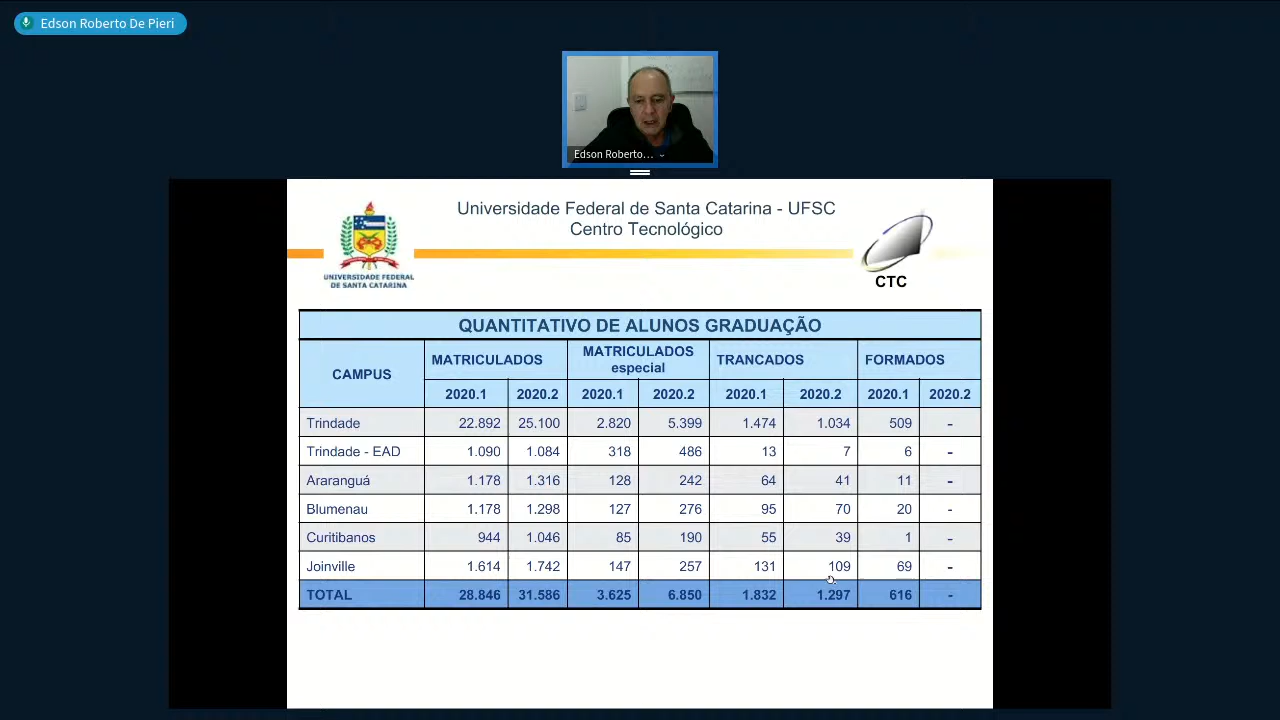 Edson Roberto De Pieri
Edson Roberto...
Universidade Federal de Santa Catarina - UFSC
Centro Tecnológico
UNIVERSIDADE FEDERAL
DE SANTA CATARINA
CTC
QUANTITATIVO DE ALUNOS GRADUAÇÃO
CAMPUS MATRICULADOS MATRICULADOS especial TRANCADOS FORMADOS
2020.1 2020.2 2020.1 2020.2 2020.1 2020.2 2020.1 2020.2
Trindade 22.892 25.100 2.820 5.399 1.474 1.034 509 -
Trindade - EAD 1.090 1.084 318 486 13 7 6 -
Araranguá 1.178 1.316 128 242 64 41 11 -
Blumenau 1.178 1.298 127 276 95 70 20 -
Curitibanos 944 1.046 85 190 55 39 1 -
Joinville 1.614 1.742 147 257 131 109 69 -
TOTAL 28.846 31.586 3.625 6.850 1.832 1.297 616 -